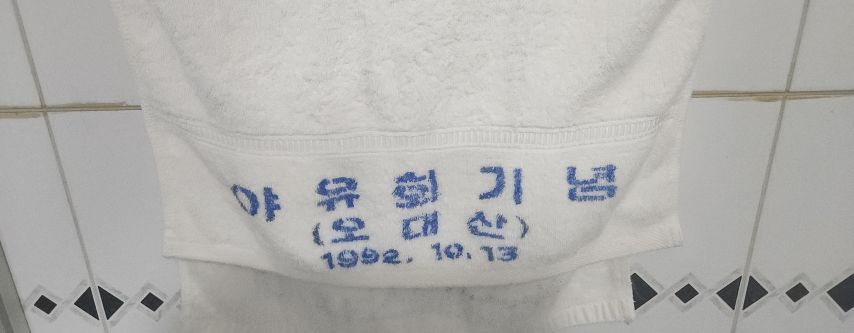 야 유 회 기 념
(오 대 산)
1992. 10. 13